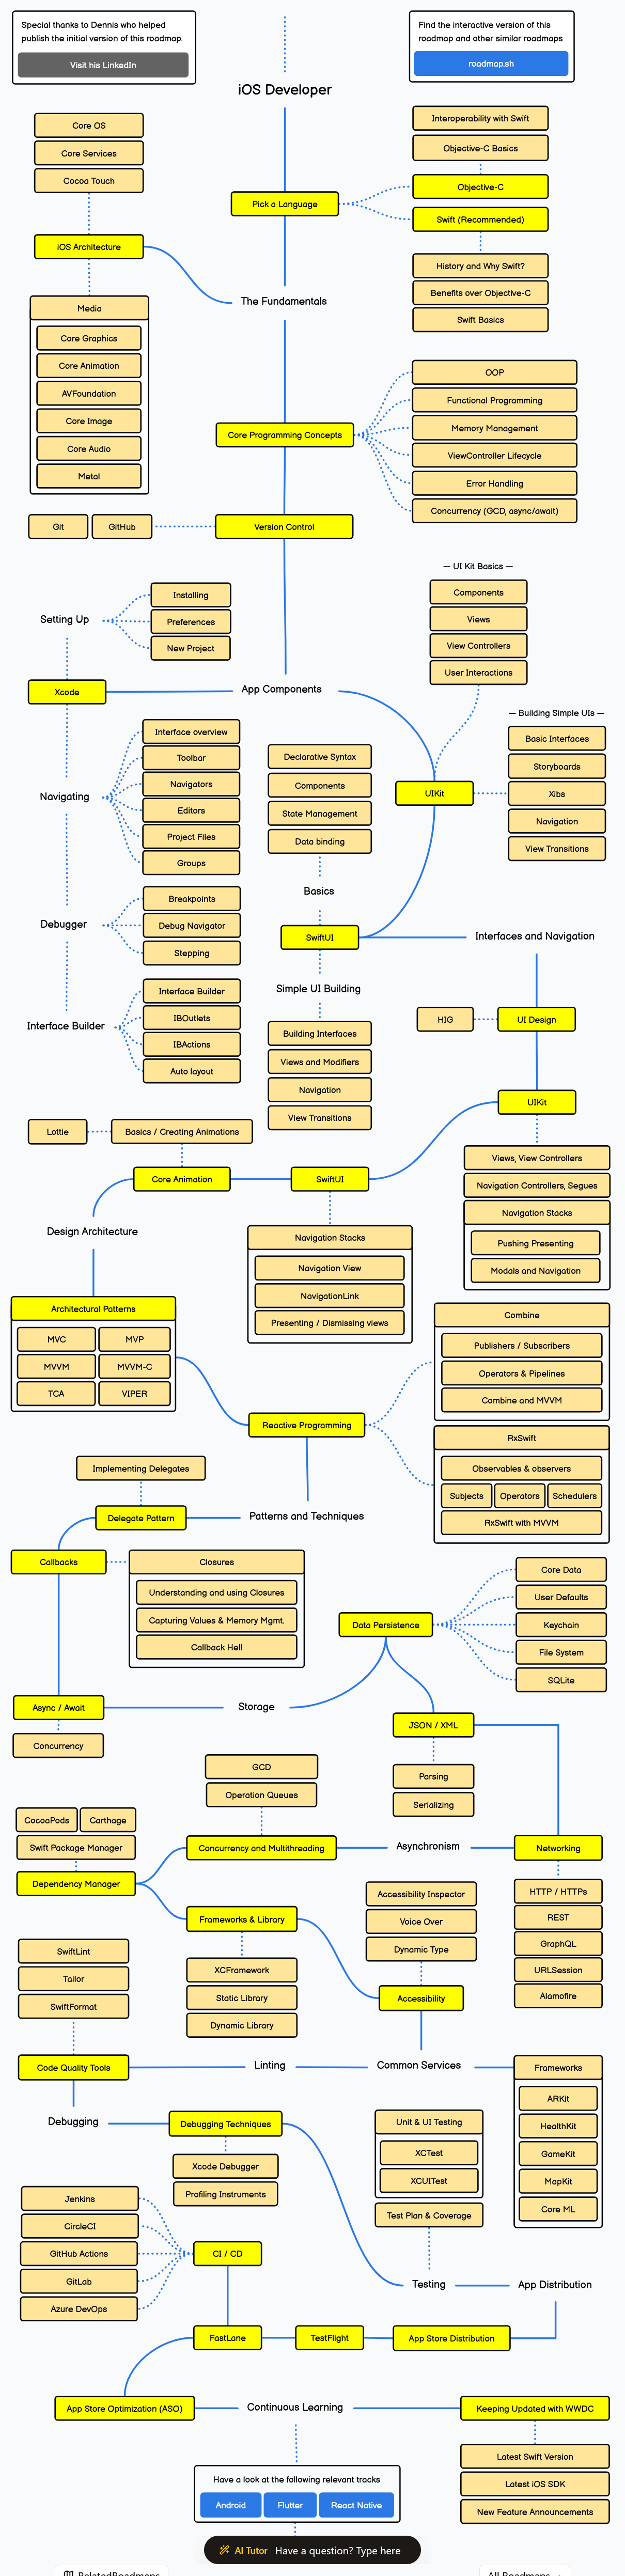 Special thanks to Dennis who helped
publish the initial version of this roadmap.
Visit his LinkedIn
Find the interactive version of this
roadmap and other similar roadmaps
roadmap.sh
iOS Developer
Core OS
Core Services
Cocoa Touch
iOS Architecture
Interoperability with Swift
Objective-C Basics
Objective-C
Pick a Language
Swift (Recommended)
History and Why Swift?
Benefits over Objective-C
Swift Basics
The Fundamentals
Media
Core Graphics
Core Animation
AVFoundation
Core Image
Core Audio
Metal
OOP
Functional Programming
Memory Management
ViewController Lifecycle
Error Handling
Concurrency (GCD, async/await)
Core Programming Concepts
Git
GitHub
Version Control
— UI Kit Basics —
Components
Views
View Controllers
User Interactions
Setting Up
Installing
Preferences
New Project
Xcode
App Components
— Building Simple UIs —
Basic Interfaces
Storyboards
Xibs
Navigation
View Transitions
UIKit
Navigating
Interface overview
Toolbar
Navigators
Editors
Project Files
Groups
Declarative Syntax
Components
State Management
Data binding
Basics
SwiftUI
Interfaces and Navigation
Debugger
Breakpoints
Debug Navigator
Stepping
Simple UI Building
Building Interfaces
Views and Modifiers
Navigation
View Transitions
HIG
UI Design
Interface Builder
Interface Builder
IBOutlets
IBActions
Auto layout
UIKit
Lottie
Basics / Creating Animations
Core Animation
SwiftUI
Views, View Controllers
Navigation Controllers, Segues
Navigation Stacks
Pushing Presenting
Modals and Navigation
Design Architecture
Navigation Stacks
Navigation View
NavigationLink
Presenting / Dismissing views
Architectural Patterns
MVC
MVP
MVVM
MVVM-C
TCA
VIPER
Combine
Publishers / Subscribers
Operators & Pipelines
Combine and MVVM
Reactive Programming
RxSwift
Observables & observers
Subjects
Operators
Schedulers
RxSwift with MVVM
Implementing Delegates
Delegate Pattern
Patterns and Techniques
Callbacks
Closures
Understanding and using Closures
Capturing Values & Memory Mgmt.
Callback Hell
Core Data
User Defaults
Keychain
File System
SQLite
Data Persistence
Async / Await
Storage
Concurrency
JSON / XML
Parsing
Serializing
GCD
Operation Queues
CocoaPods
Carthage
Swift Package Manager
Dependency Manager
Concurrency and Multithreading
Asynchronism
Networking
HTTP / HTTPs
REST
GraphQL
URLSession
Alamofire
Frameworks & Library
XCFramework
Static Library
Dynamic Library
Accessibility Inspector
Voice Over
Dynamic Type
Accessibility
SwiftLint
Tailor
SwiftFormat
Code Quality Tools
Linting
Common Services
Frameworks
ARKit
HealthKit
GameKit
MapKit
Core ML
Debugging
Debugging Techniques
Xcode Debugger
Profiling Instruments
Unit & UI Testing
XCTest
XCUITest
Test Plan & Coverage
Jenkins
CircleCI
GitHub Actions
GitLab
Azure DevOps
CI / CD
Testing
App Distribution
FastLane
TestFlight
App Store Distribution
App Store Optimization (ASO)
Continuous Learning
Keeping Updated with WWDC
Latest Swift Version
Latest iOS SDK
New Feature Announcements
Have a look at the following relevant tracks
Android
Flutter
React Native
AI Tutor Have a question? Type here
RelatedRoadmaps
All Roadmaps